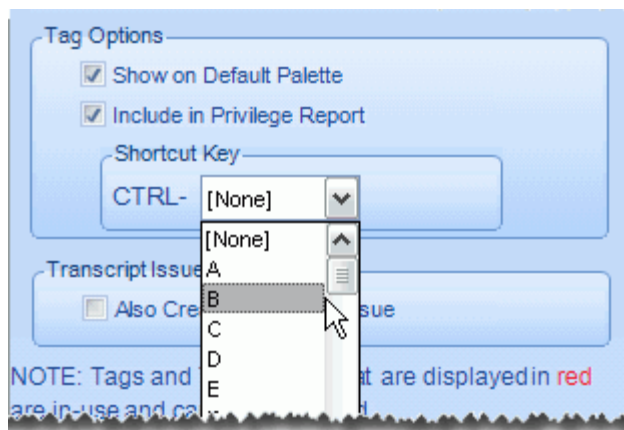 Tag Options
Show on Default Palette
Include in Privilege Report
Shortcut Key
CTRL- [None]
[None]
A
B
C
D
E
Transcript Issue
Also Cre sue
NOTE: Tags and at are displayed in red
are in-use and